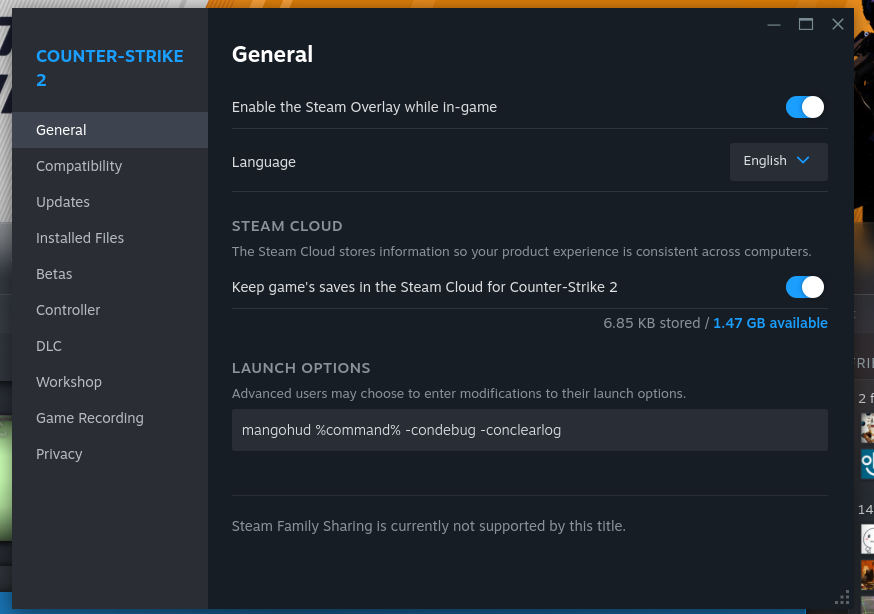 COUNTER-STRIKE
2
General
Compatibility
Updates
Installed Files
Betas
Controller
DLC
Workshop
Game Recording
Privacy
General
Enable the Steam Overlay while in-game
Language
English
STEAM CLOUD
The Steam Cloud stores information so your product experience is consistent across computers.
Keep game's saves in the Steam Cloud for Counter-Strike 2
6.85 KB stored / 1.47 GB available
LAUNCH OPTIONS
Advanced users may choose to enter modifications to their launch options.
mangohud %command% -condebug -conclearlog
Steam Family Sharing is currently not supported by this title.
2 f
14